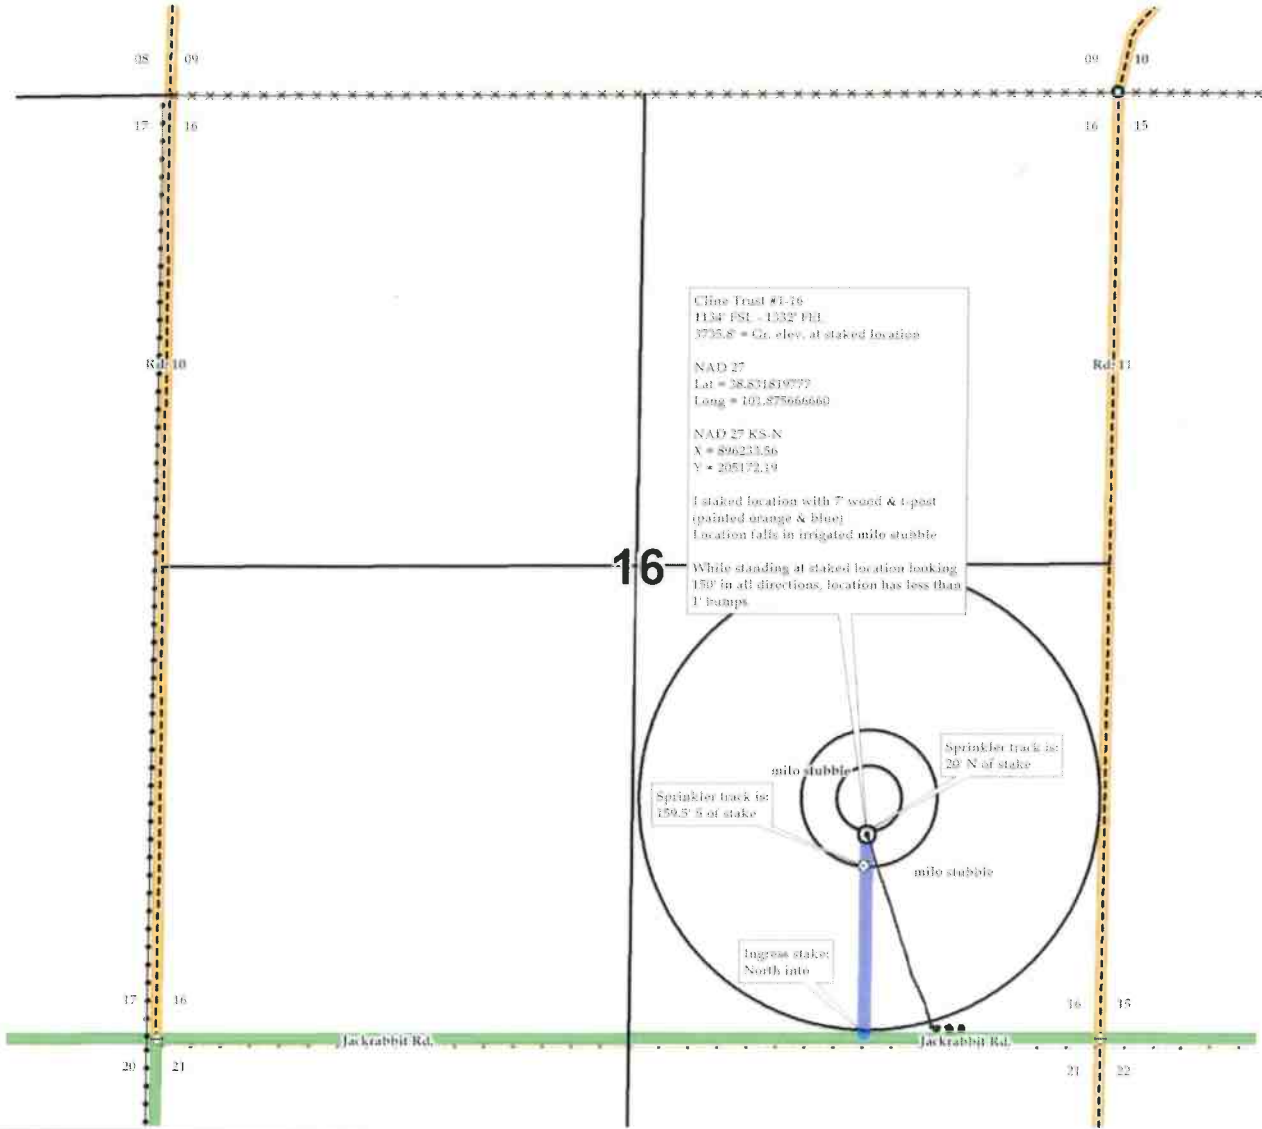 08 09
09 10
17 16
16 15
Cline Trust #1-16
1134' FSL - 1332' FEL
3735.8' = Gr. elev. at staked location
NAD 27
Lat = 38.831819777
Long = 101.875666660
NAD 27 KS-N
X = 896233.56
Y = 205172.19
I staked location with 7' wood & t-post
(painted orange & blue)
Location falls in irrigated milo stubble
While standing at staked location looking
150' in all directions, location has less than
1' bumps
Rd. 10
Rd. 11
16
Sprinkler track is:
20' N of stake
milo stubble
Sprinkler track is:
159.5' S of stake
milo stubble
Ingress stake:
North into
17 16
16 15
Jackrabbit Rd.
Jackrabbit Rd.
20 21
21 22